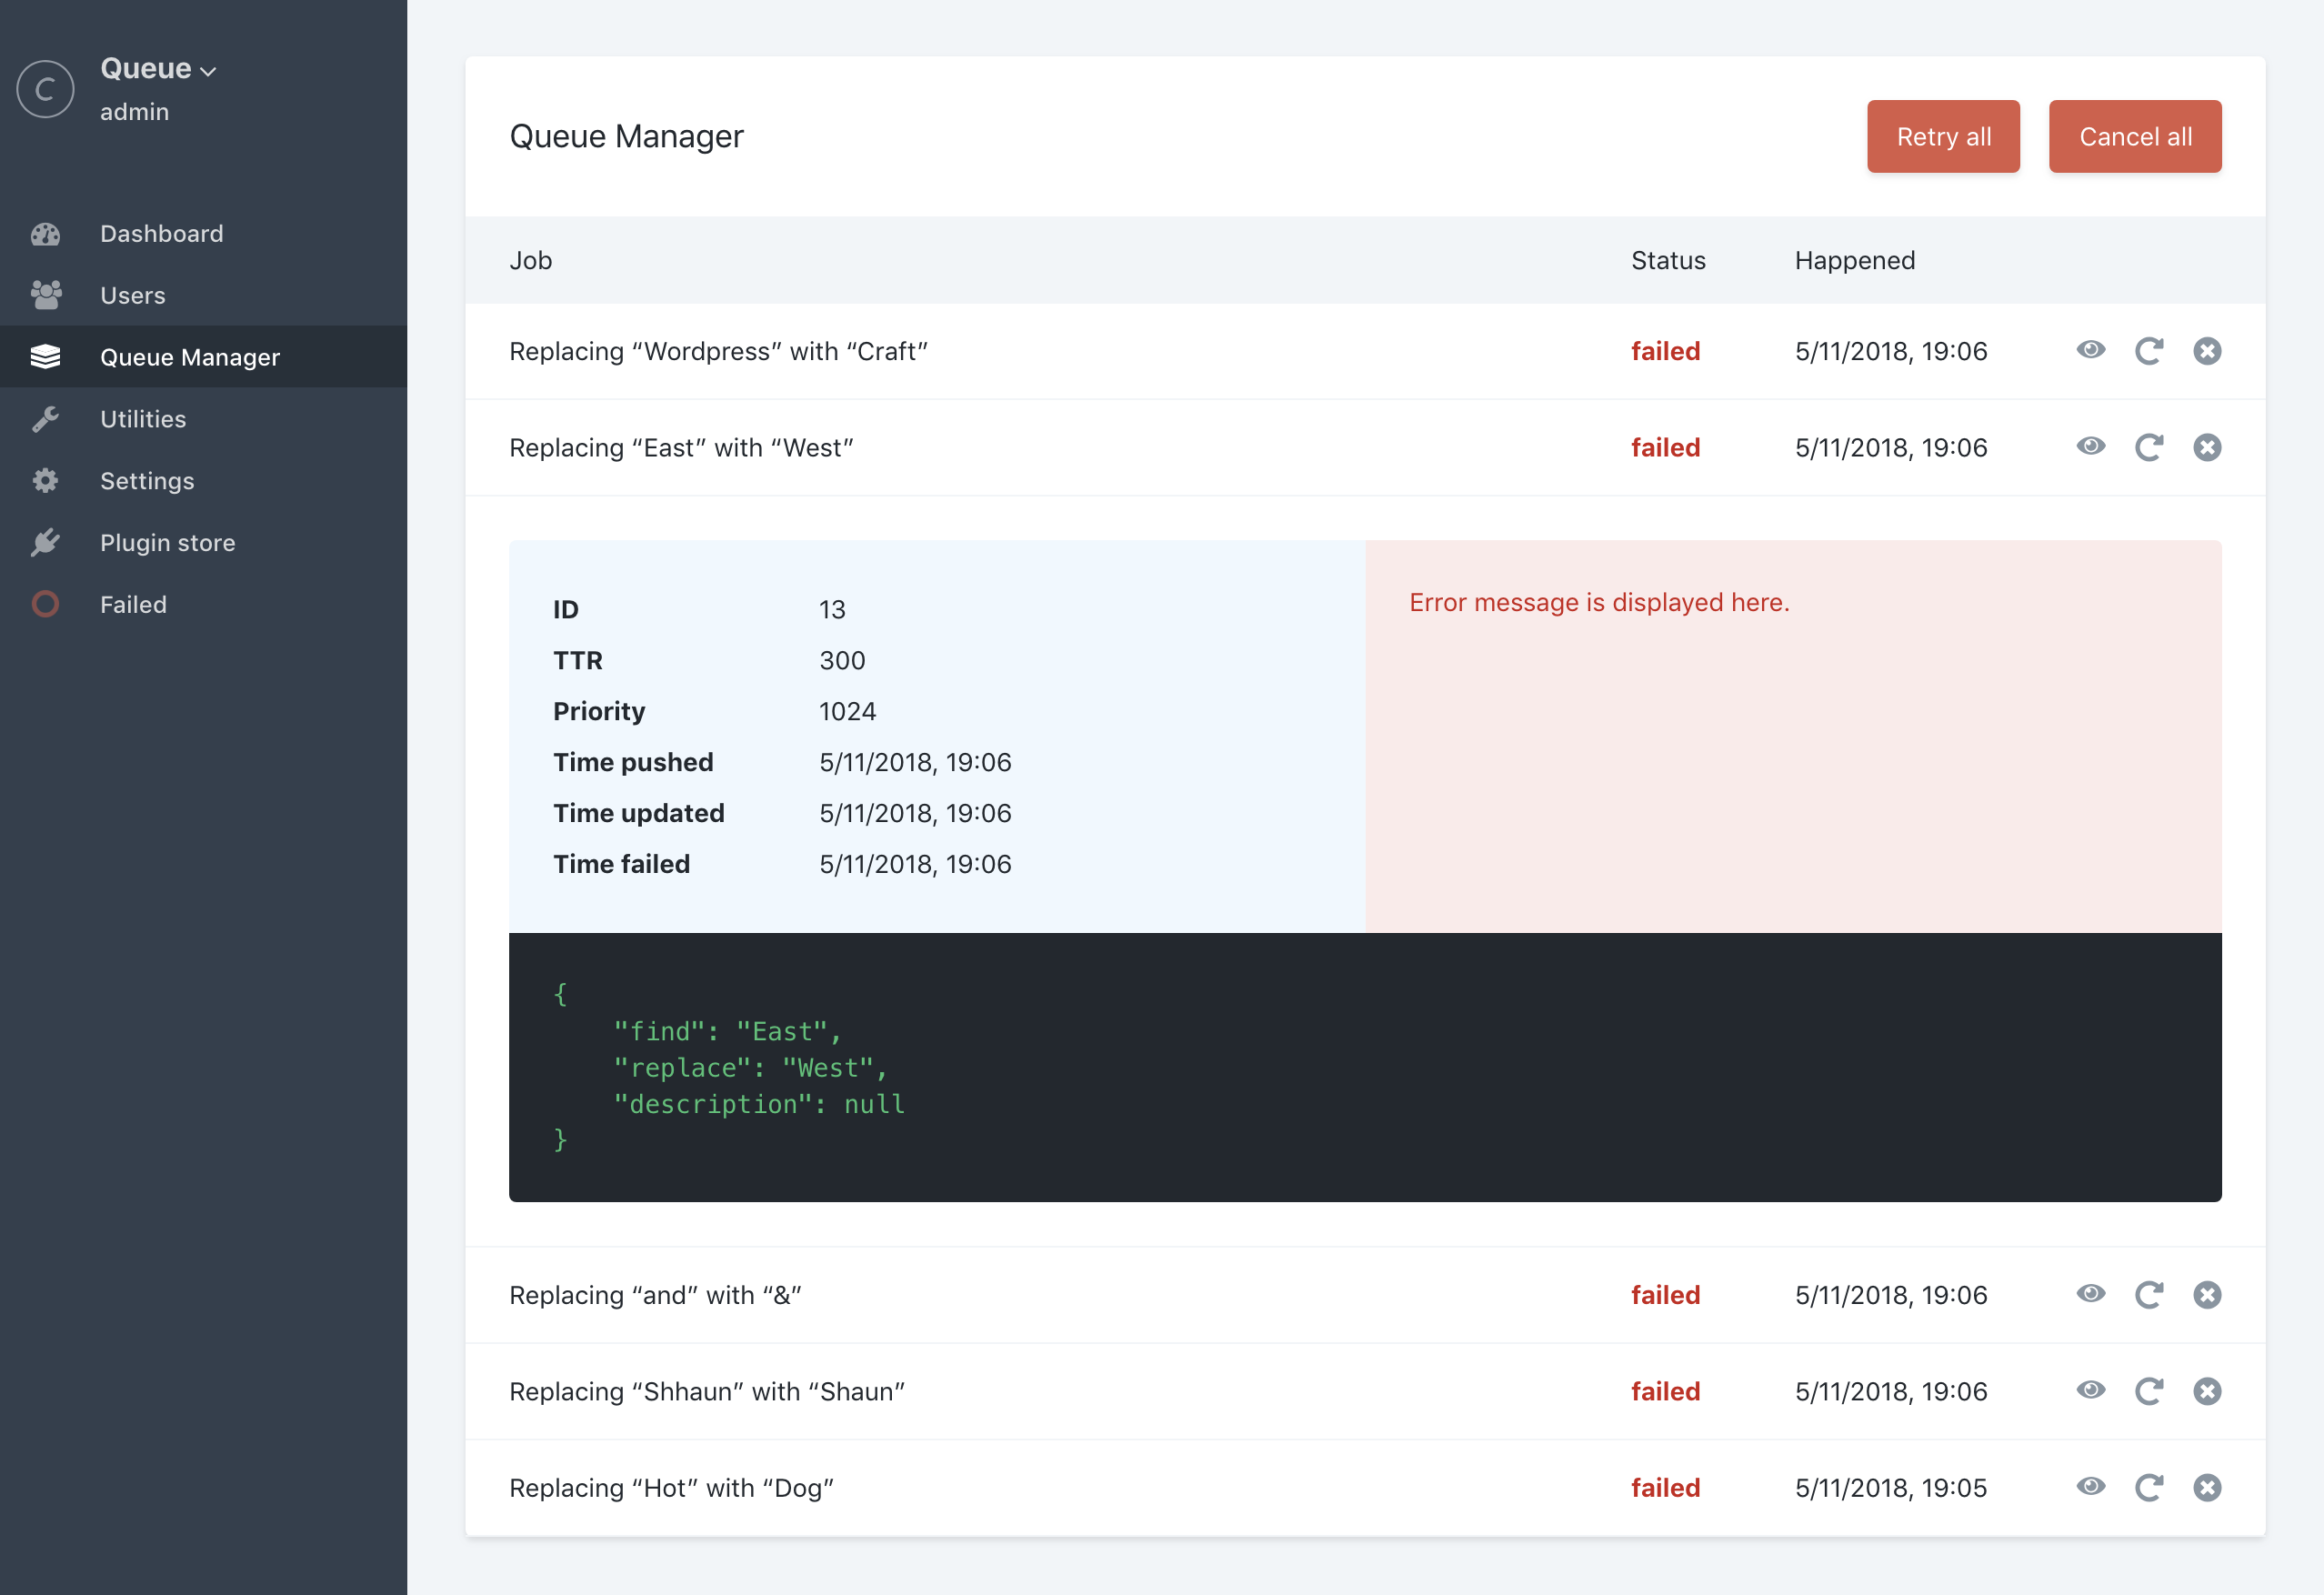 C
Queue
admin
Dashboard
Users
Queue Manager
Utilities
Settings
Plugin store
Failed
Queue Manager
Retry all
Cancel all
Job Status Happened
Replacing “Wordpress” with “Craft” failed 5/11/2018, 19:06
Replacing “East” with “West” failed 5/11/2018, 19:06
ID 13
TTR 300
Priority 1024
Time pushed 5/11/2018, 19:06
Time updated 5/11/2018, 19:06
Time failed 5/11/2018, 19:06
Error message is displayed here.
{
    "find": "East",
    "replace": "West",
    "description": null
}
Replacing “and” with “&” failed 5/11/2018, 19:06
Replacing “Shhaun” with “Shaun” failed 5/11/2018, 19:06
Replacing “Hot” with “Dog” failed 5/11/2018, 19:05